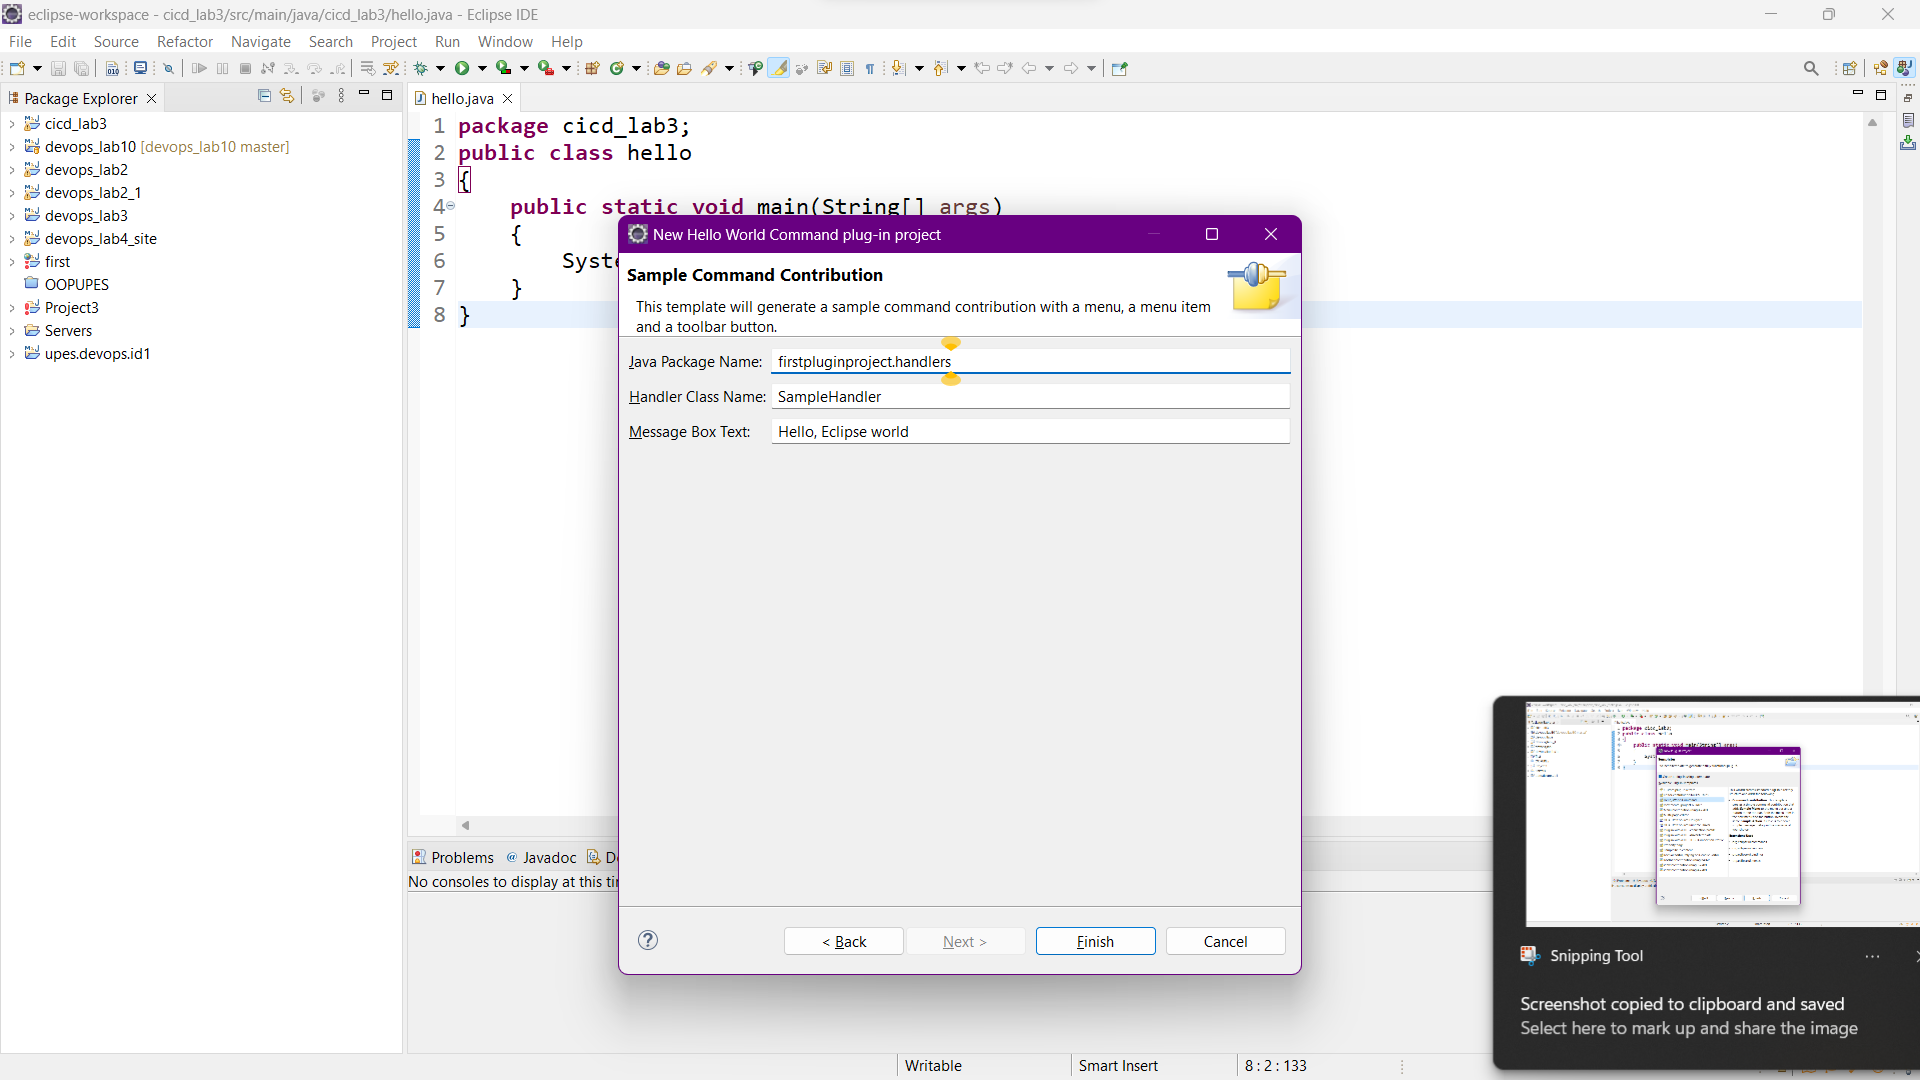 eclipse-workspace - cicd_lab3/src/main/java/cicd_lab3/hello.java - Eclipse IDE
File Edit Source Refactor Navigate Search Project Run Window Help
Package Explorer
cicd_lab3
devops_lab10 [devops_lab10 master]
devops_lab2
devops_lab2_1
devops_lab3
devops_lab4_site
first
OOPUPES
Project3
Servers
upes.devops.id1
hello.java
1 package cicd_lab3;
2 public class hello
3 {
4 public static void main(String[] args)
5 {
6 Syste
7 }
8 }
New Hello World Command plug-in project
Sample Command Contribution
This template will generate a sample command contribution with a menu, a menu item
and a toolbar button.
Java Package Name: firstpluginproject.handlers
Handler Class Name: SampleHandler
Message Box Text: Hello, Eclipse world
< Back Next > Finish Cancel
Problems @ Javadoc D
No consoles to display at this ti
Snipping Tool
Screenshot copied to clipboard and saved
Select here to mark up and share the image
Writable Smart Insert 8 : 2 : 133